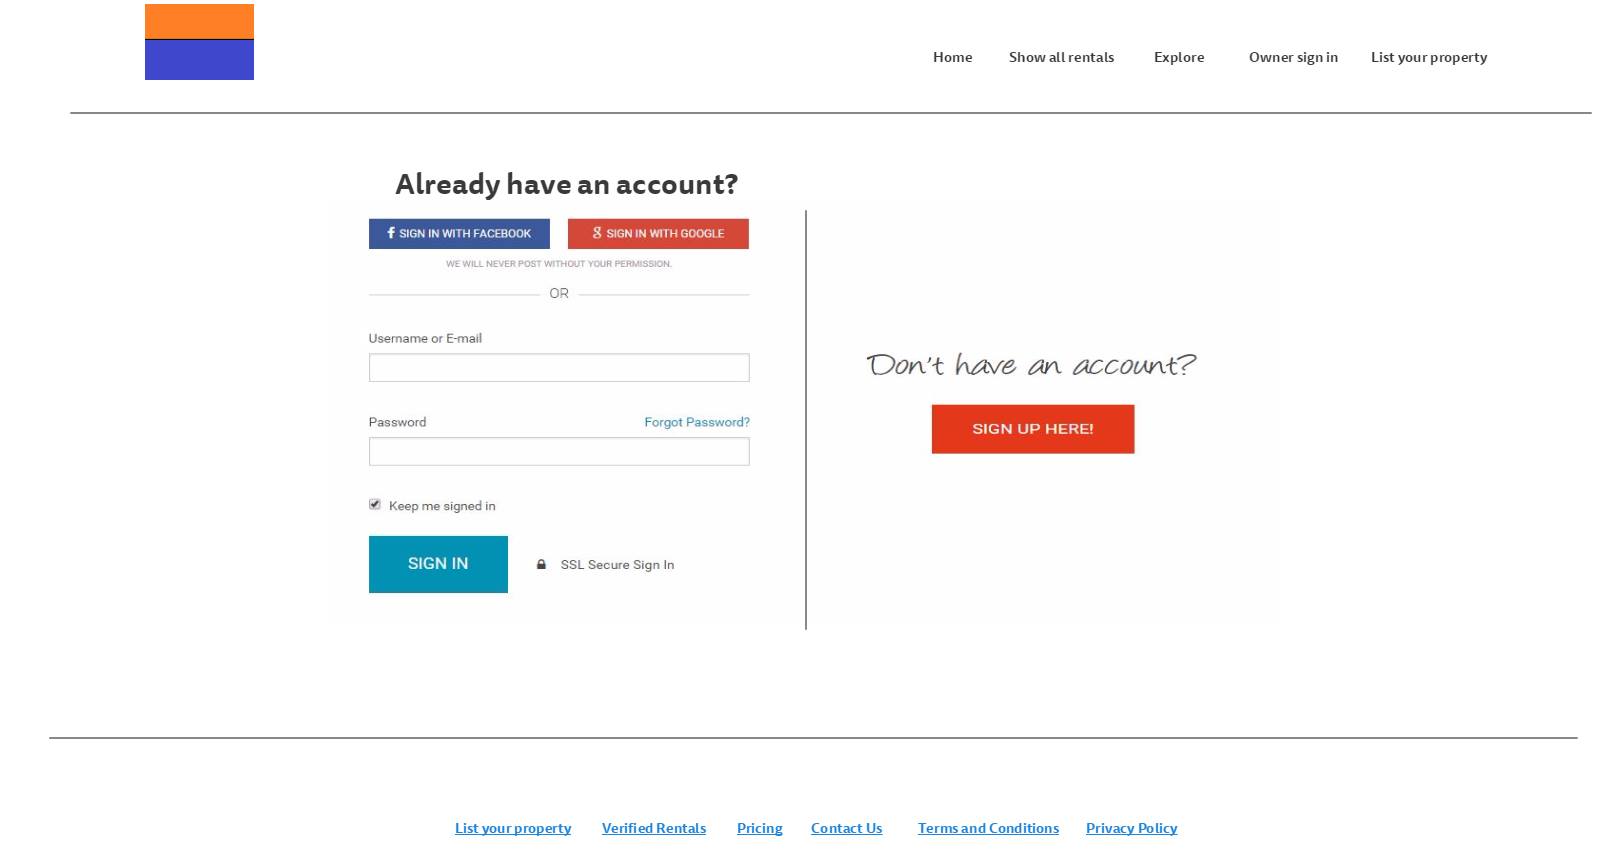 Home Show all rentals Explore Owner sign in List your property
Already have an account?
f SIGN IN WITH FACEBOOK g SIGN IN WITH GOOGLE
WE WILL NEVER POST WITHOUT YOUR PERMISSION.
OR
Username or E-mail
Don't have an account?
Password Forgot Password?
SIGN UP HERE!
Keep me signed in
SIGN IN SSL Secure Sign In
List your property Verified Rentals Pricing Contact Us Terms and Conditions Privacy Policy